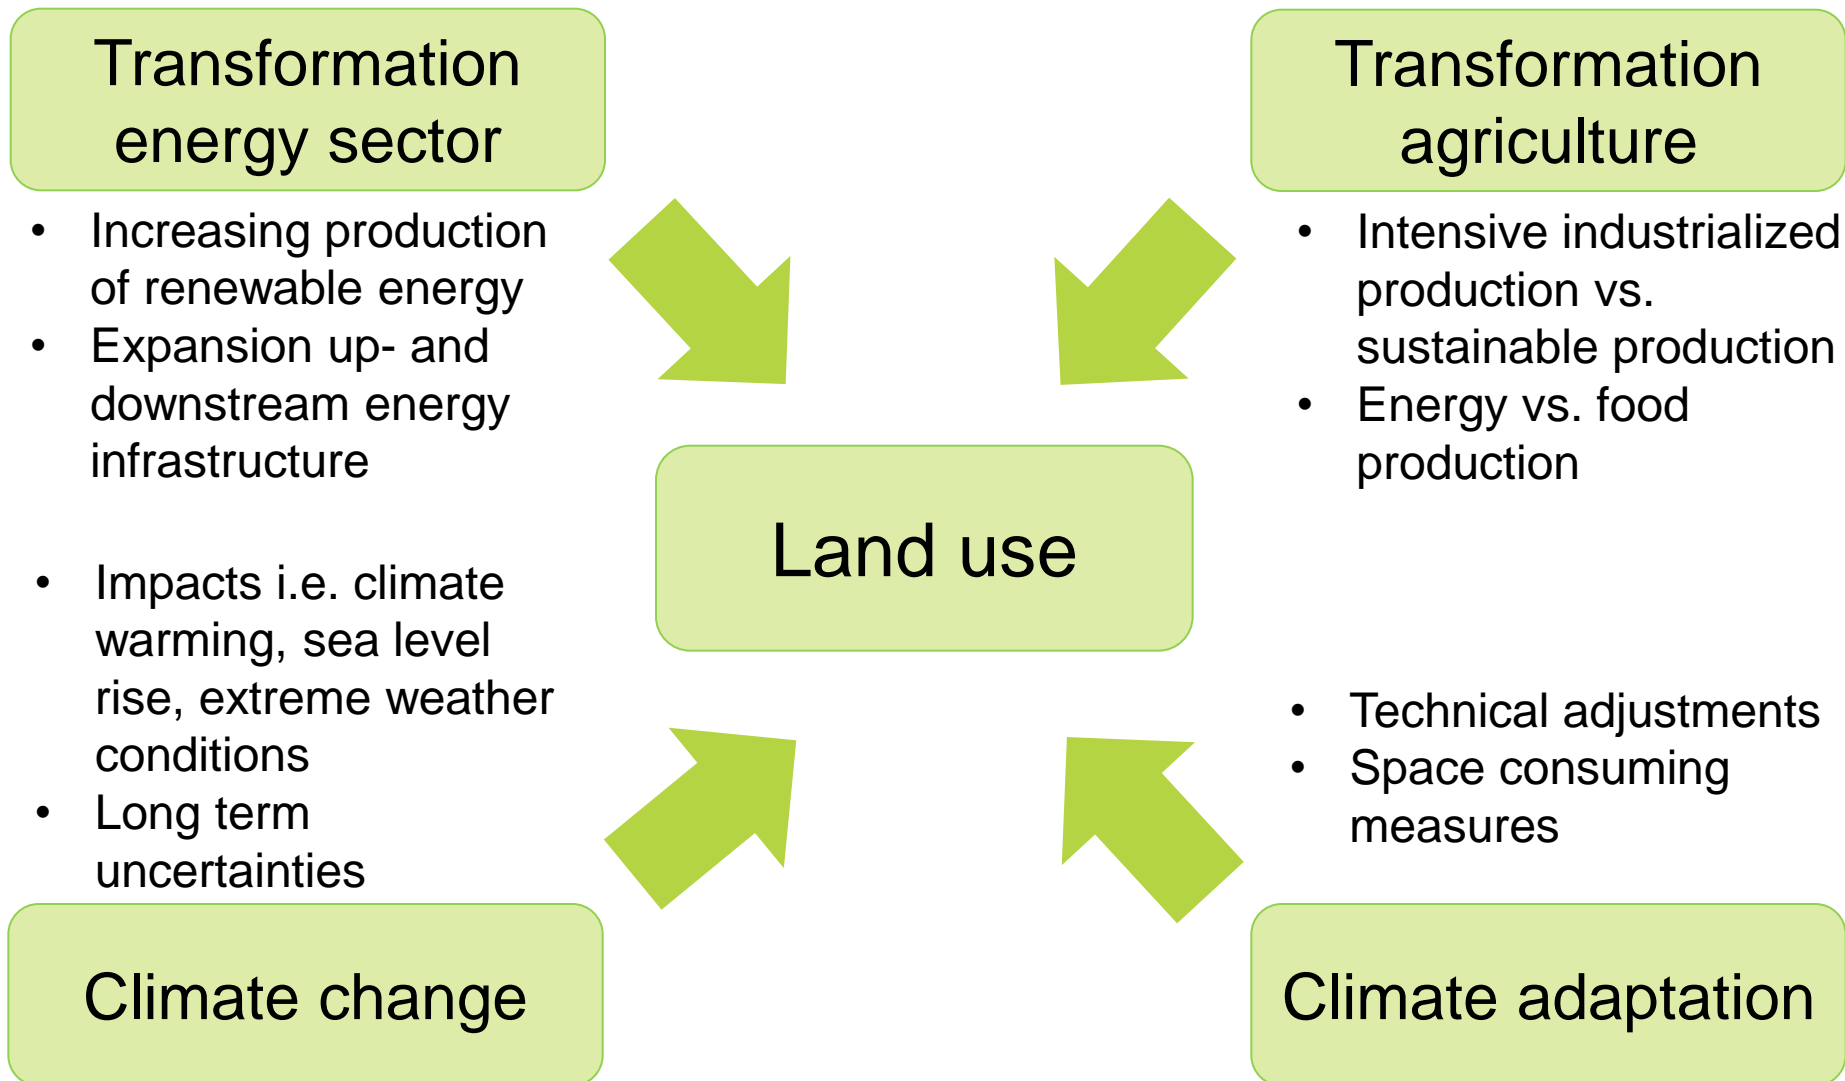 Transformation
energy sector
• Increasing production
of renewable energy
• Expansion up- and
downstream energy
infrastructure
Transformation
agriculture
• Intensive industrialized
production vs.
sustainable production
• Energy vs. food
production
Land use
• Impacts i.e. climate
warming, sea level
rise, extreme weather
conditions
• Long term
uncertainties
Climate change
• Technical adjustments
• Space consuming
measures
Climate adaptation